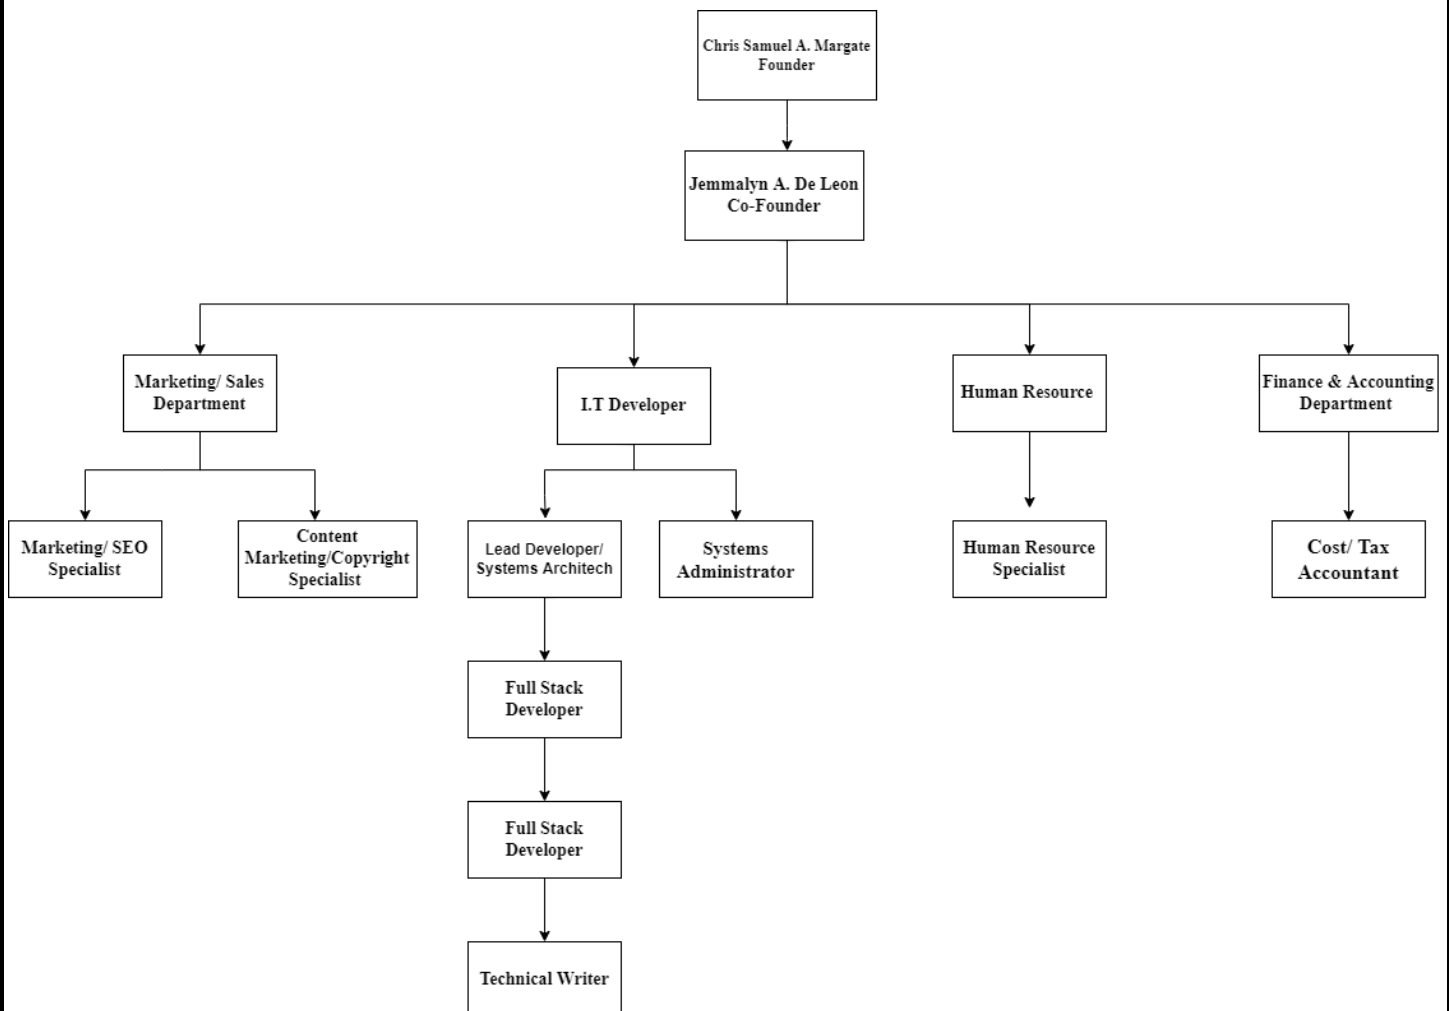 Chris Samuel A. Margate
Founder
Jemmalyn A. De Leon
Co-Founder
Marketing/ Sales
Department
I.T Developer
Human Resource
Finance & Accounting
Department
Marketing/ SEO
Specialist
Content
Marketing/Copyright
Specialist
Lead Developer/
Systems Architech
Systems
Administrator
Human Resource
Specialist
Cost/ Tax
Accountant
Full Stack
Developer
Full Stack
Developer
Technical Writer